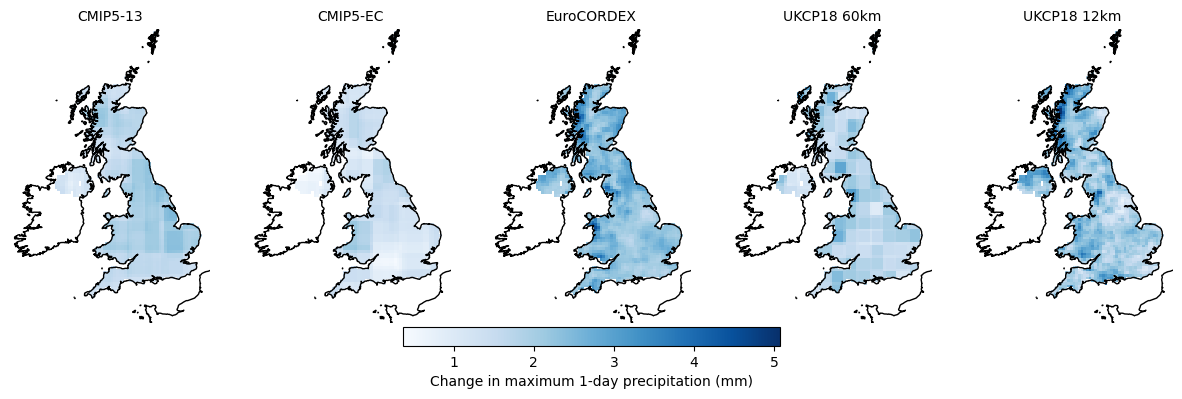 CMIP5-13 CMIP5-EC EuroCORDEX UKCP18 60km UKCP18 12km
1 2 3 4 5
Change in maximum 1-day precipitation (mm)